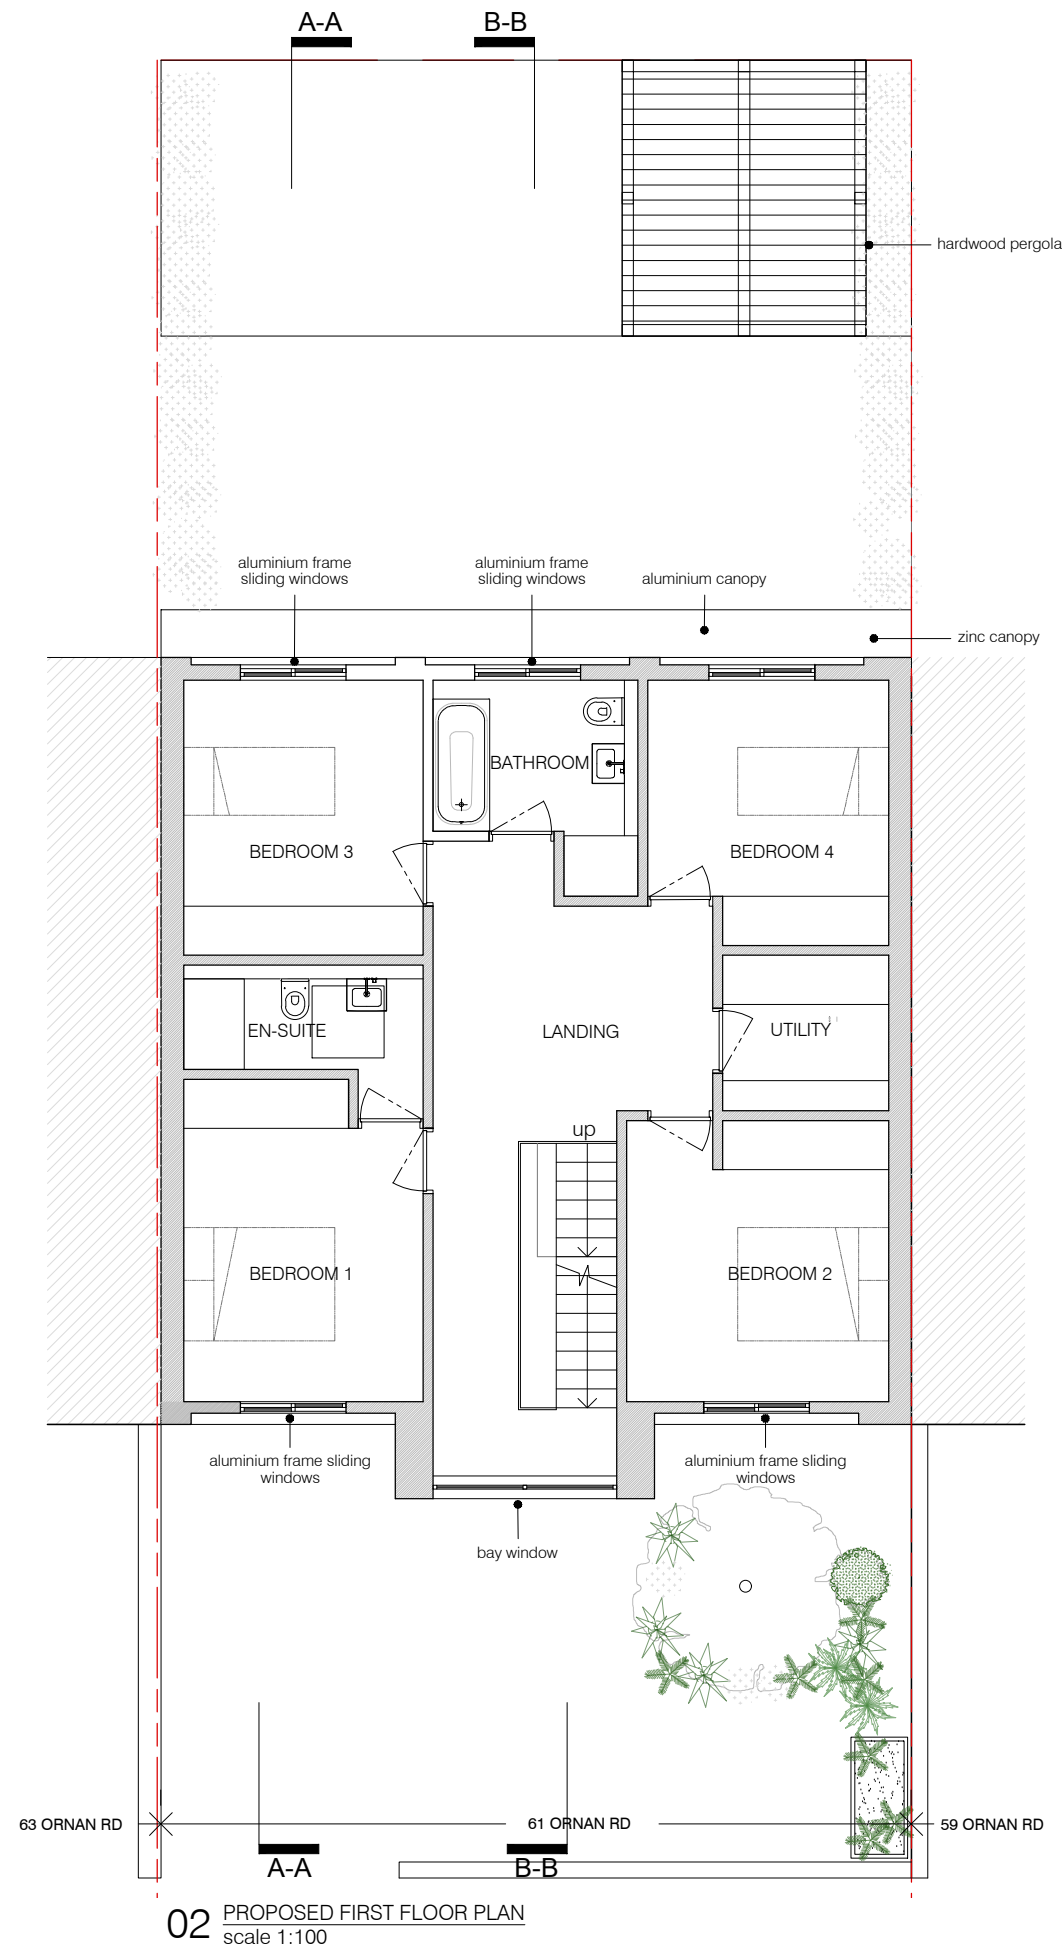 A-A
B-B
hardwood pergola
aluminium frame
sliding windows
aluminium frame
sliding windows
aluminium canopy
zinc canopy
BATHROOM
BEDROOM 3
BEDROOM 4
EN-SUITE
LANDING
UTILITY
up
BEDROOM 1
BEDROOM 2
aluminium frame sliding
windows
aluminium frame sliding
windows
bay window
63 ORNAN RD
61 ORNAN RD
59 ORNAN RD
A-A
B-B
02 PROPOSED FIRST FLOOR PLAN
scale 1:100